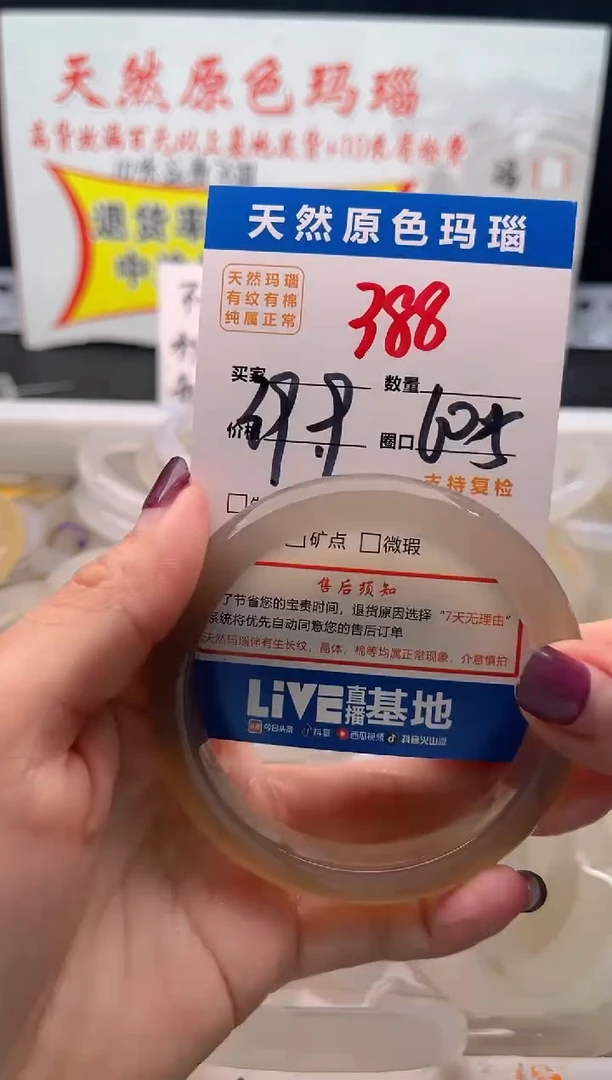 天然原色玛瑙
退货率
天然原色玛瑙
天然玛瑙
有纹有棉
纯属正常
388
买家 数量
价格 圈口 60.5
支持复检
矿点 微瑕
售后须知
了节省您的宝贵时间，退货原因选择“7天无理由”
系统将优先自动同意您的售后订单
天然玛瑙伴有生长纹，晶体，棉等均属正常现象，介意慎拍
LIVE直播基地
今日头条 抖音 西瓜视频 抖音火山版